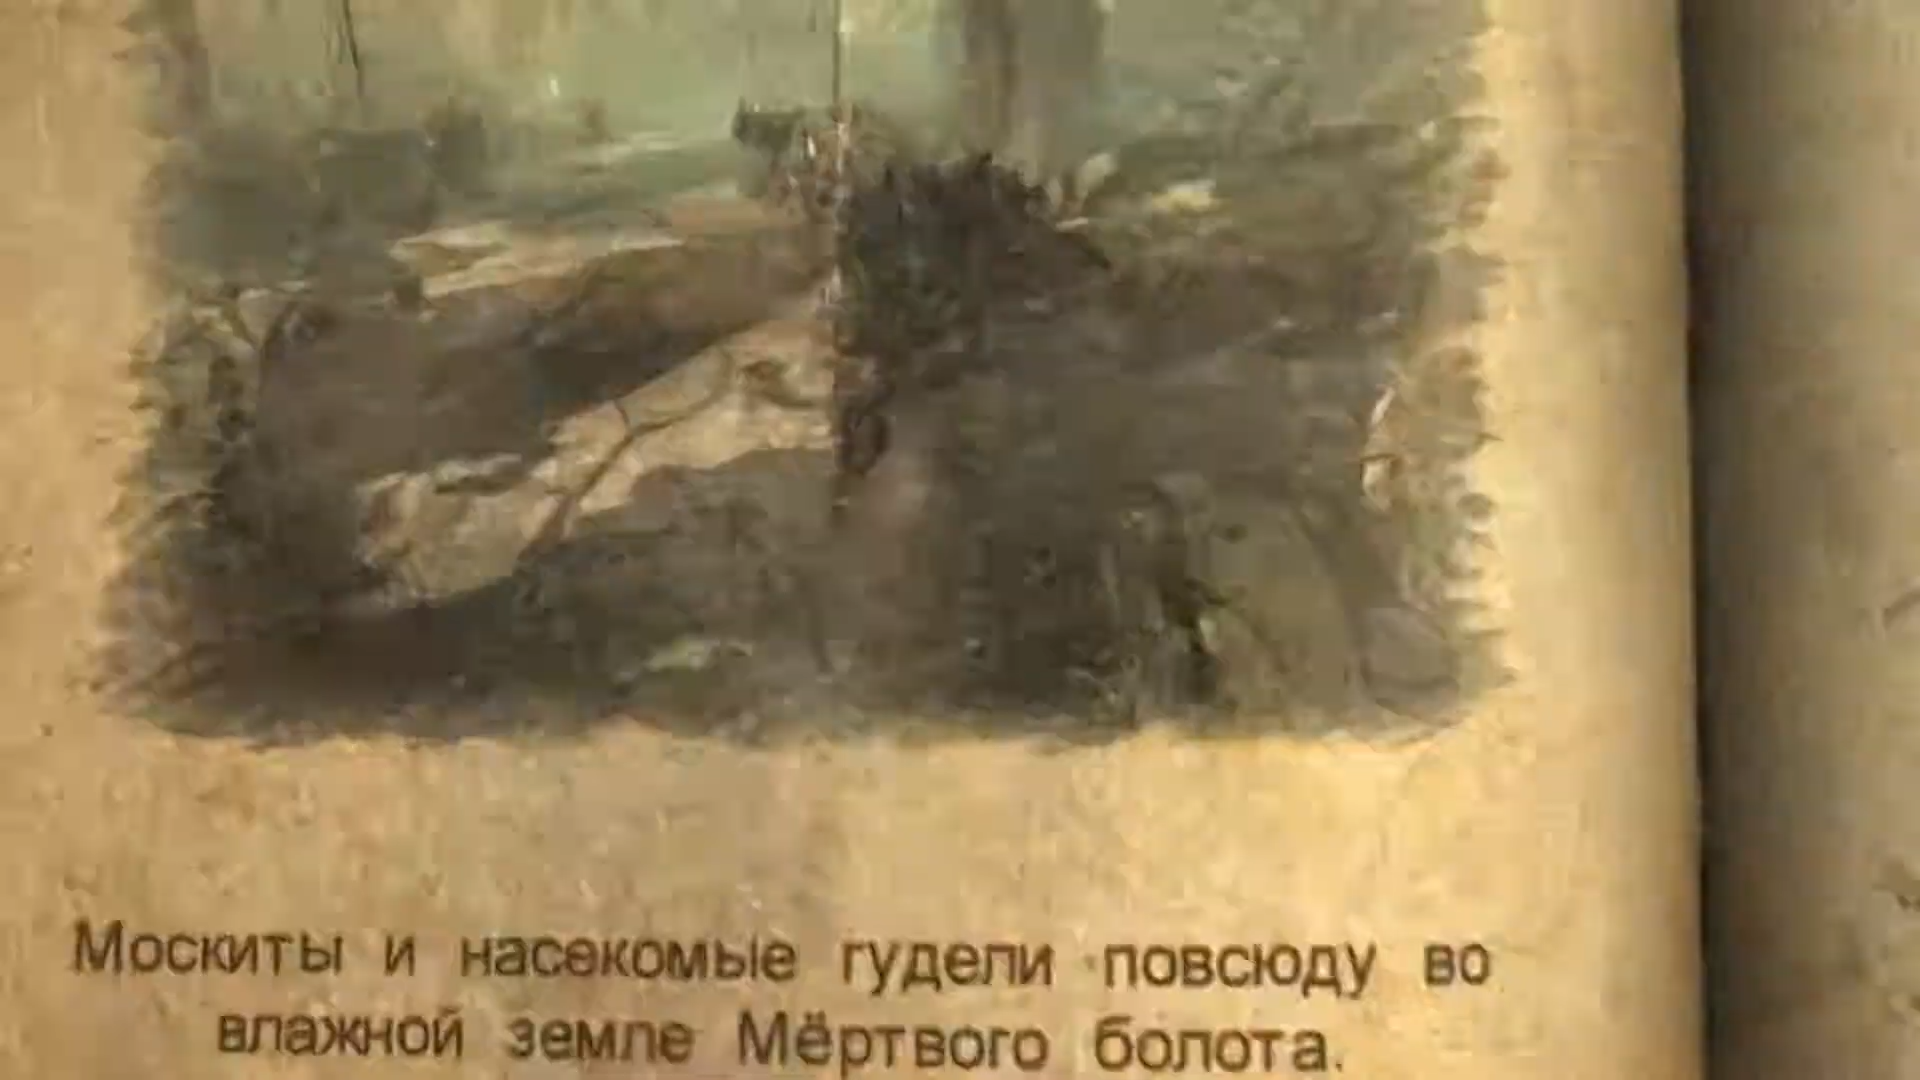 Москиты и насекомые гудели повсюду во
влажной земле Мёртвого болота.